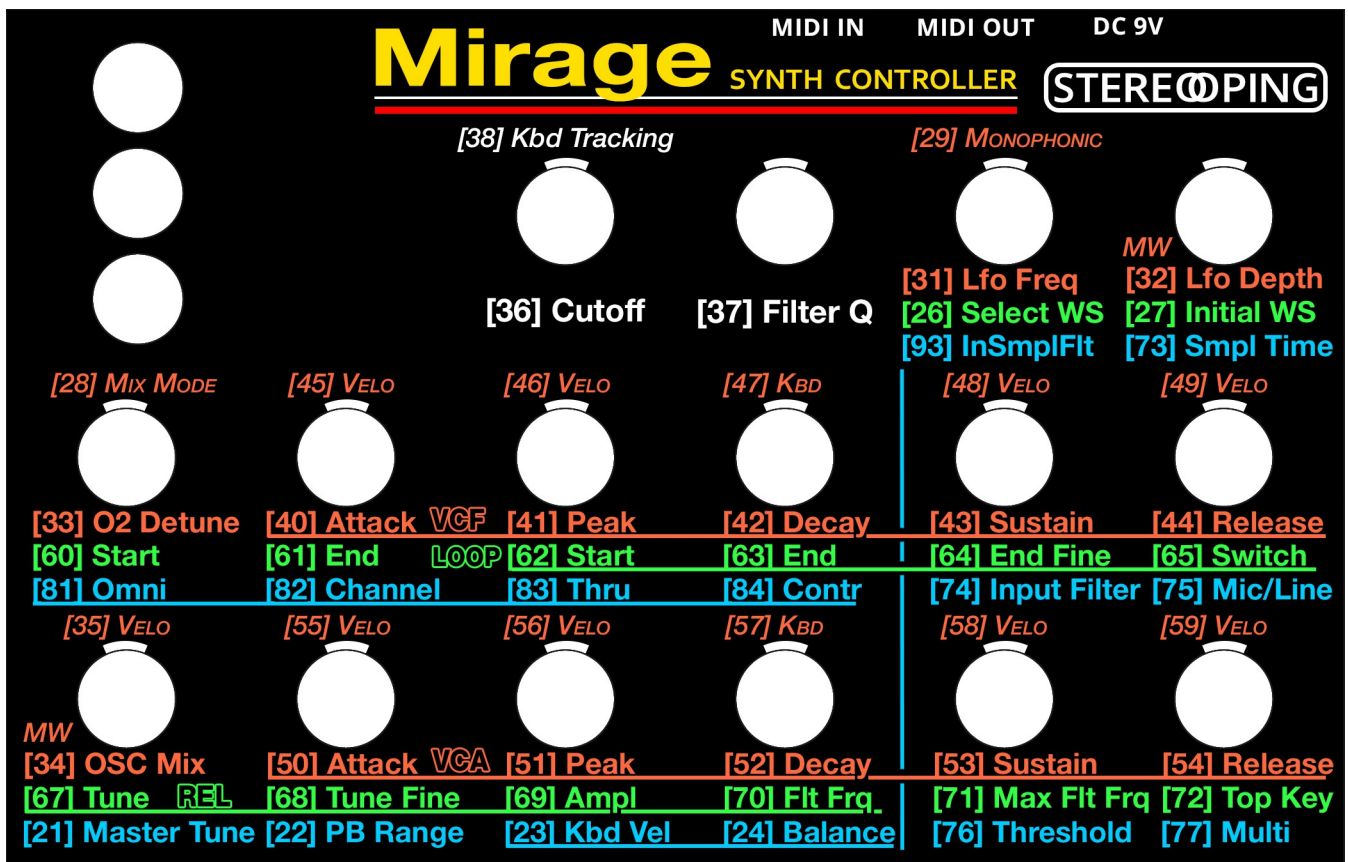 MIDI IN MIDI OUT DC 9V
Mirage SYNTH CONTROLLER STEREOOPING
[38] Kbd Tracking [29] MONOPHONIC
MW
[31] Lfo Freq [32] Lfo Depth
[36] Cutoff [37] Filter Q [26] Select WS [27] Initial WS
[93] InSmplFlt [73] Smpl Time
[28] MIX MODE [45] VELO [46] VELO [47] KBD [48] VELO [49] VELO
[33] O2 Detune [40] Attack VCF [41] Peak [42] Decay [43] Sustain [44] Release
[60] Start [61] End LOOP [62] Start [63] End [64] End Fine [65] Switch
[81] Omni [82] Channel [83] Thru [84] Contr [74] Input Filter [75] Mic/Line
[35] VELO [55] VELO [56] VELO [57] KBD [58] VELO [59] VELO
MW
[34] OSC Mix [50] Attack VCA [51] Peak [52] Decay [53] Sustain [54] Release
[67] Tune REL [68] Tune Fine [69] Ampl [70] Flt Frq [71] Max Flt Frq [72] Top Key
[21] Master Tune [22] PB Range [23] Kbd Vel [24] Balance [76] Threshold [77] Multi